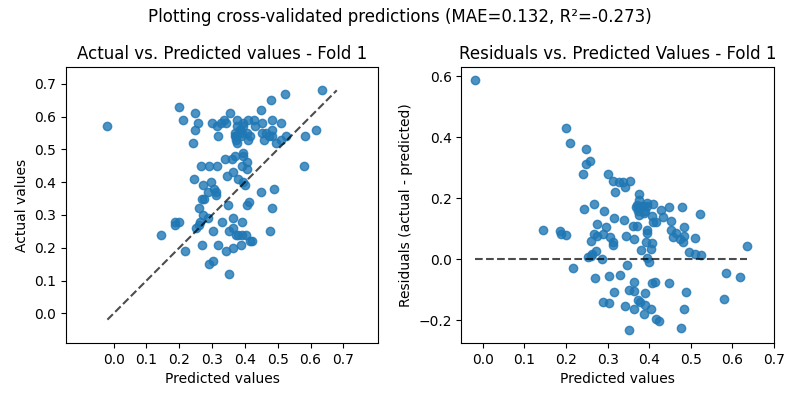 Plotting cross-validated predictions (MAE=0.132, R²=-0.273)
Actual vs. Predicted values - Fold 1
Actual values
0.7
0.6
0.5
0.4
0.3
0.2
0.1
0.0
0.0 0.1 0.2 0.3 0.4 0.5 0.6 0.7
Predicted values
Residuals vs. Predicted Values - Fold 1
Residuals (actual - predicted)
0.6
0.4
0.2
0.0
−0.2
0.0 0.1 0.2 0.3 0.4 0.5 0.6 0.7
Predicted values